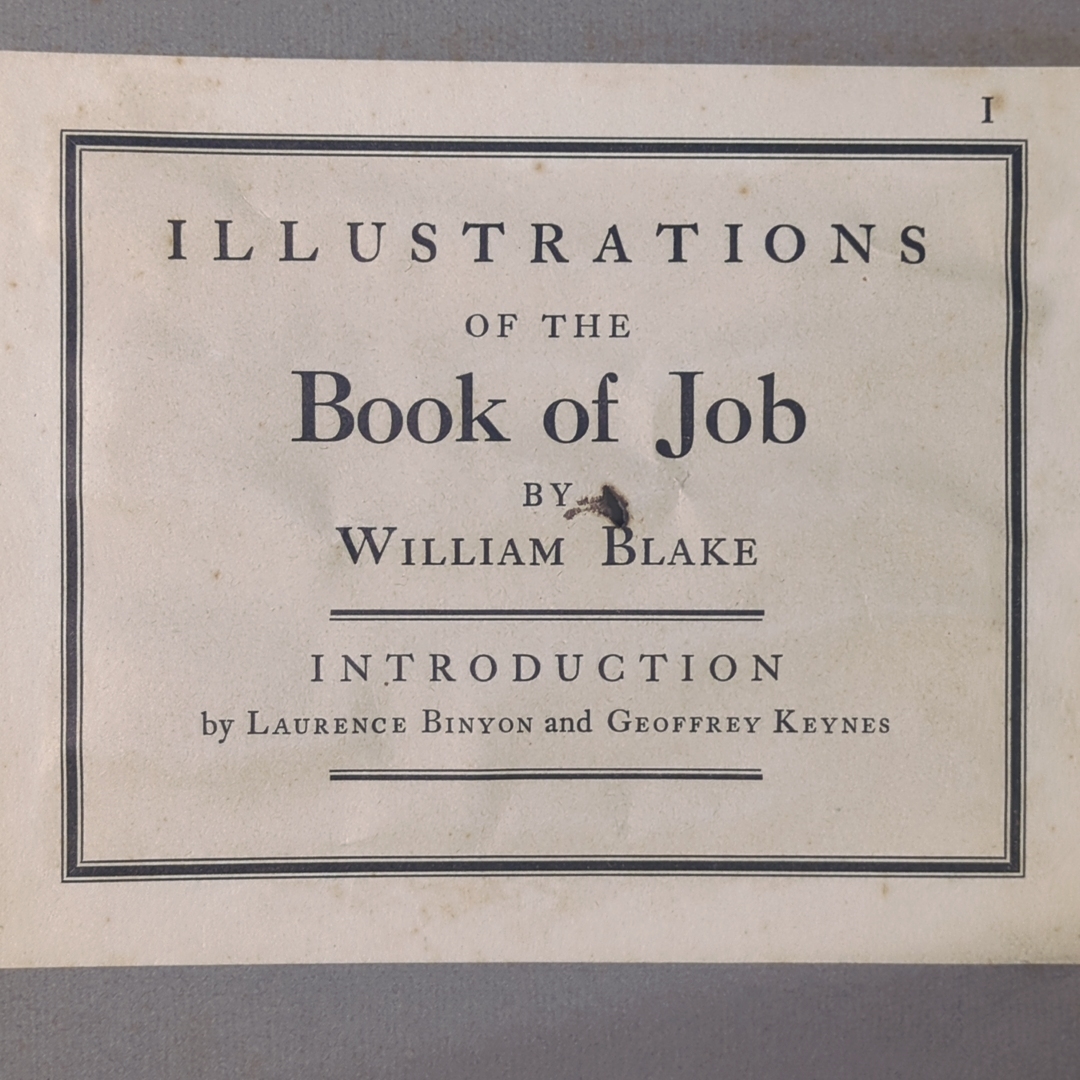 I
ILLUSTRATIONS
OF THE
Book of Job
BY
WILLIAM BLAKE
INTRODUCTION
by LAURENCE BINYON and GEOFFREY KEYNES